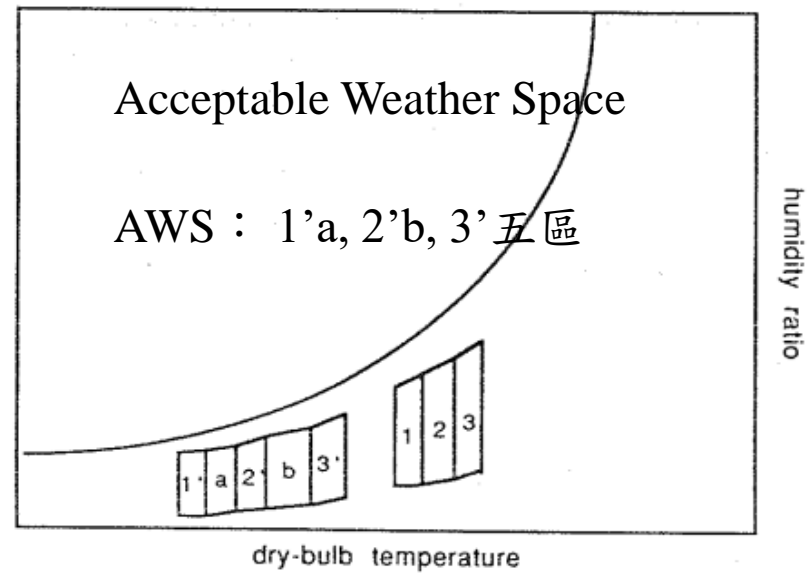 Acceptable Weather Space
AWS： 1’a, 2’b, 3’五區
humidity ratio
1 2 3
1' a 2' b 3'
dry-bulb temperature